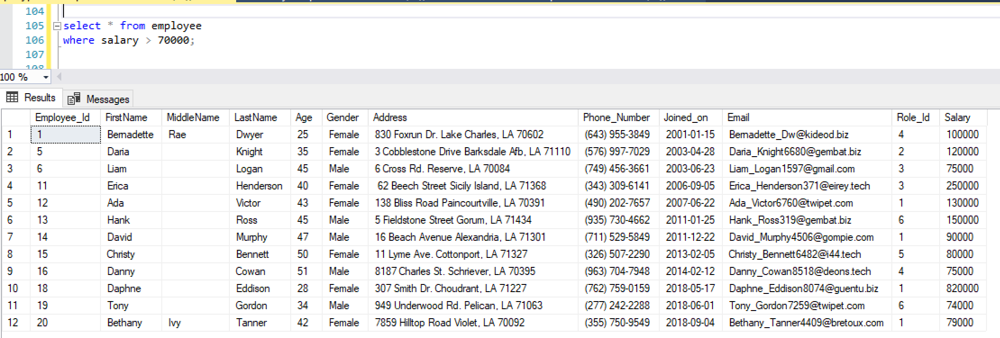 104
105 select * from employee
106 where salary > 70000;
107
108
100 %
Results Messages
Employee_Id FirstName MiddleName LastName Age Gender Address Phone_Number Joined_on Email Role_Id Salary
1 1 Bernadette Rae Dwyer 25 Female 830 Foxrun Dr. Lake Charles, LA 70602 (643) 955-3849 2001-01-15 Bernadette_Dw@kideod.biz 4 100000
2 5 Daria Knight 35 Female 3 Cobblestone Drive Barksdale Afb, LA 71110 (576) 997-7029 2003-04-28 Daria_Knight6680@gembat.biz 2 120000
3 6 Liam Logan 45 Male 6 Cross Rd. Reserve, LA 70084 (749) 456-3661 2003-06-23 Liam_Logan1597@gmail.com 3 75000
4 11 Erica Henderson 40 Female 62 Beech Street Sicily Island, LA 71368 (343) 309-6141 2006-09-05 Erica_Henderson371@eirey.tech 3 250000
5 12 Ada Victor 43 Female 138 Bliss Road Paincourtville, LA 70391 (490) 202-7657 2007-06-22 Ada_Victor6760@twipet.com 1 130000
6 13 Hank Ross 45 Male 5 Fieldstone Street Gorum, LA 71434 (935) 730-4662 2011-01-25 Hank_Ross319@gembat.biz 6 150000
7 14 David Murphy 47 Male 16 Beach Avenue Alexandria, LA 71301 (711) 529-5849 2011-12-22 David_Murphy4506@gompie.com 1 90000
8 15 Christy Bennett 50 Female 11 Lyme Ave. Cottonport, LA 71327 (326) 507-2290 2013-02-05 Christy_Bennett6482@i44.tech 5 80000
9 16 Danny Cowan 51 Male 8187 Charles St. Schriever, LA 70395 (963) 704-7948 2014-02-12 Danny_Cowan8518@deons.tech 4 75000
10 18 Daphne Eddison 28 Female 307 Smith Dr. Choudrant, LA 71227 (762) 759-0159 2018-05-17 Daphne_Eddison8074@guentu.biz 1 820000
11 19 Tony Gordon 34 Male 949 Underwood Rd. Pelican, LA 71063 (277) 242-2288 2018-06-01 Tony_Gordon7259@twipet.com 6 74000
12 20 Bethany Ivy Tanner 42 Female 7859 Hilltop Road Violet, LA 70092 (355) 750-9549 2018-09-04 Bethany_Tanner4409@bretoux.com 1 79000